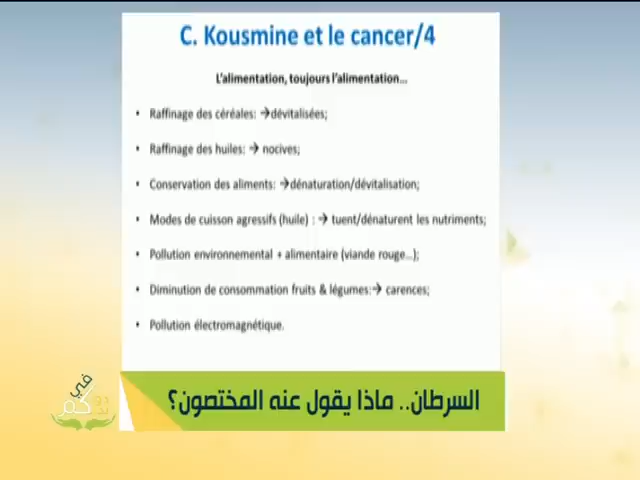 C. Kousmine et le cancer/4
L'alimentation, toujours l'alimentation...
• Raffinage des céréales: →dévitalisées;
• Raffinage des huiles: → nocives;
• Conservation des aliments: →dénaturation/dévitalisation;
• Modes de cuisson agressifs (huile) : → tuent/dénaturent les nutriments;
• Pollution environnemental + alimentaire (viande rouge...);
• Diminution de consommation fruits & légumes:→ carences;
• Pollution électromagnétique.
السرطان.. ماذا يقول عنه المختصون؟
في